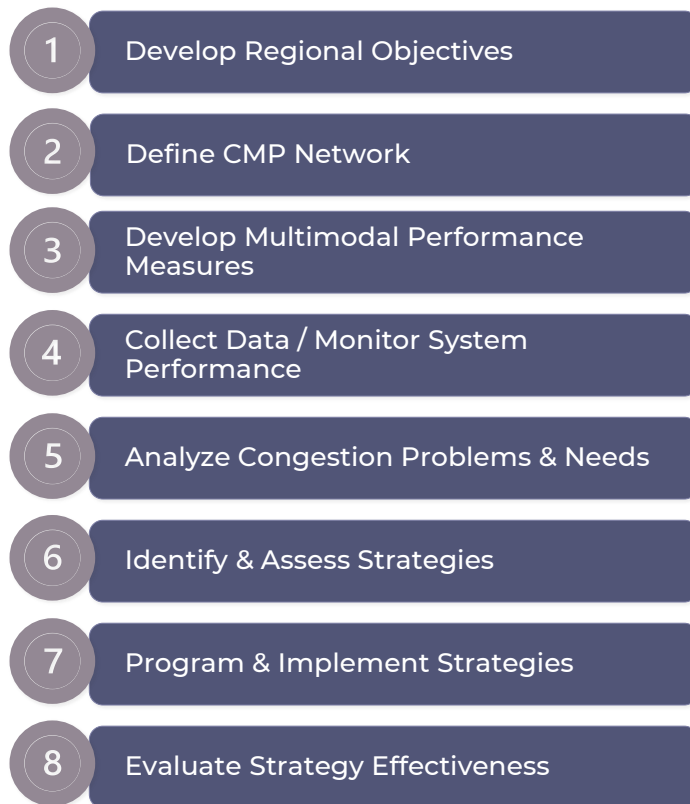 1
Develop Regional Objectives
2
Define CMP Network
3
Develop Multimodal Performance
Measures
4
Collect Data / Monitor System
Performance
5
Analyze Congestion Problems & Needs
6
Identify & Assess Strategies
7
Program & Implement Strategies
8
Evaluate Strategy Effectiveness